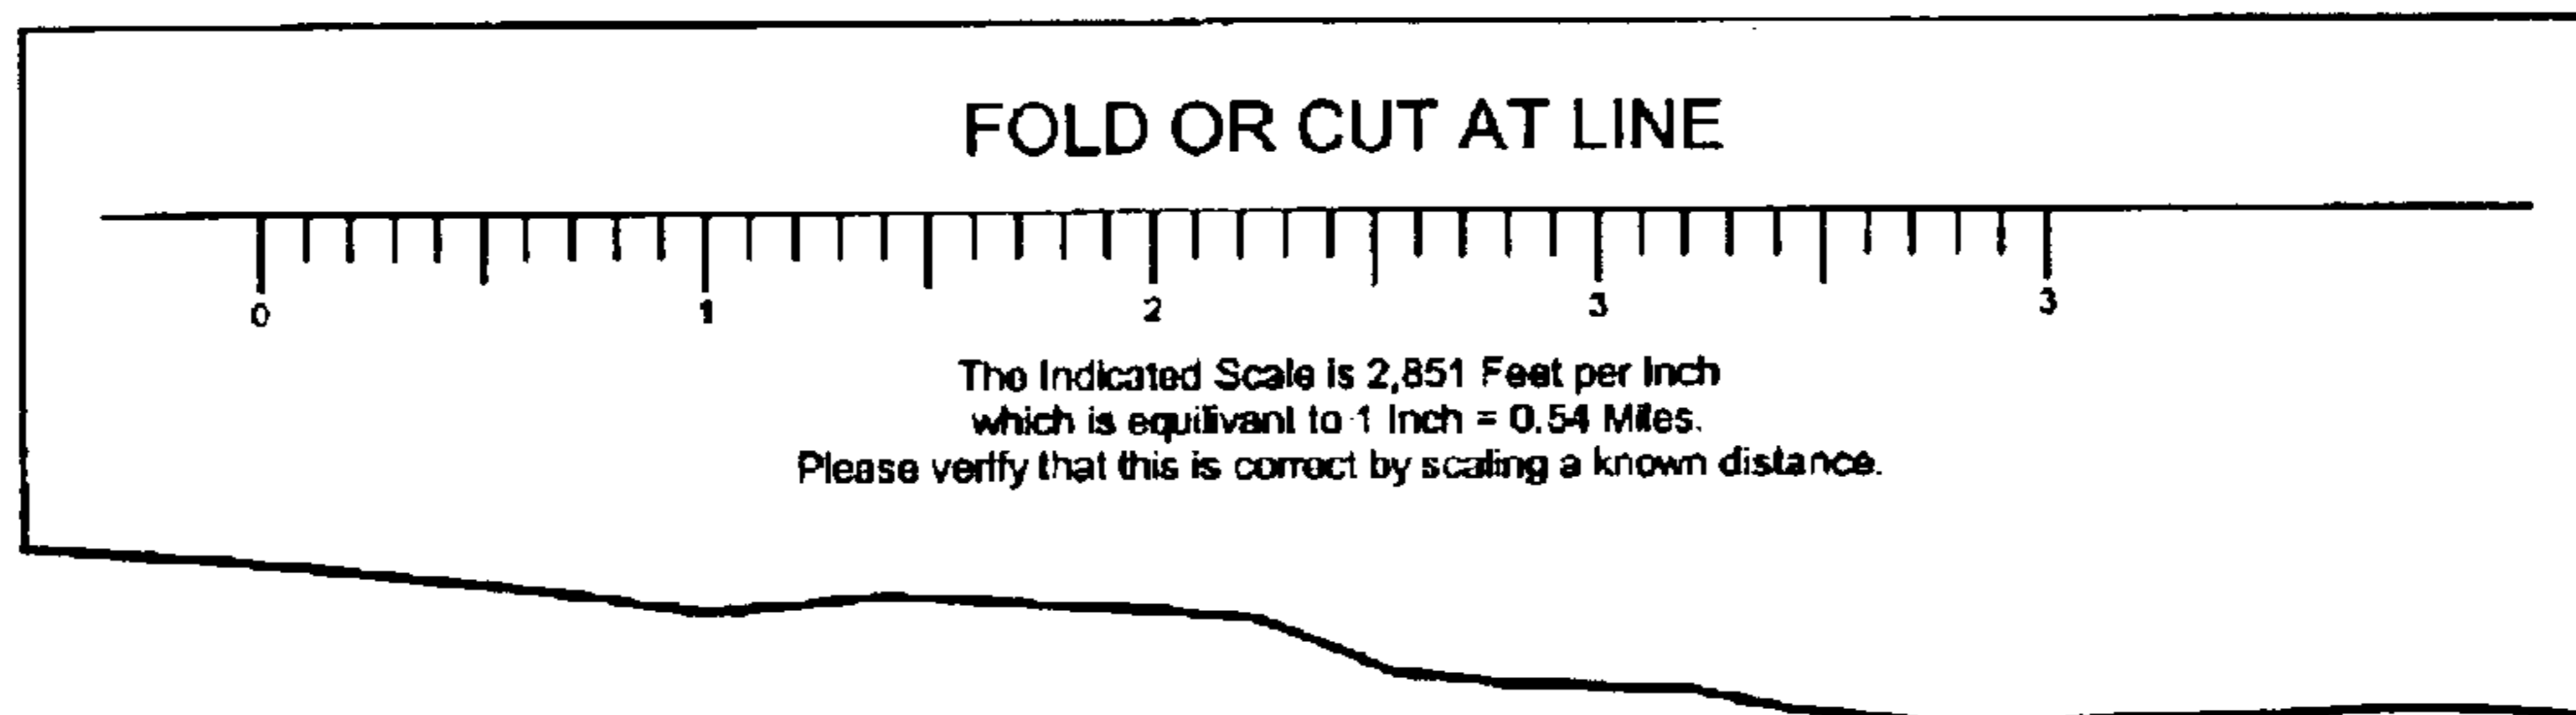 FOLD OR CUT AT LINE
0 1 2 3 3
The Indicated Scale is 2,851 Feet per Inch
which is equilivant to 1 Inch = 0.54 Miles.
Please verify that this is correct by scaling a known distance.